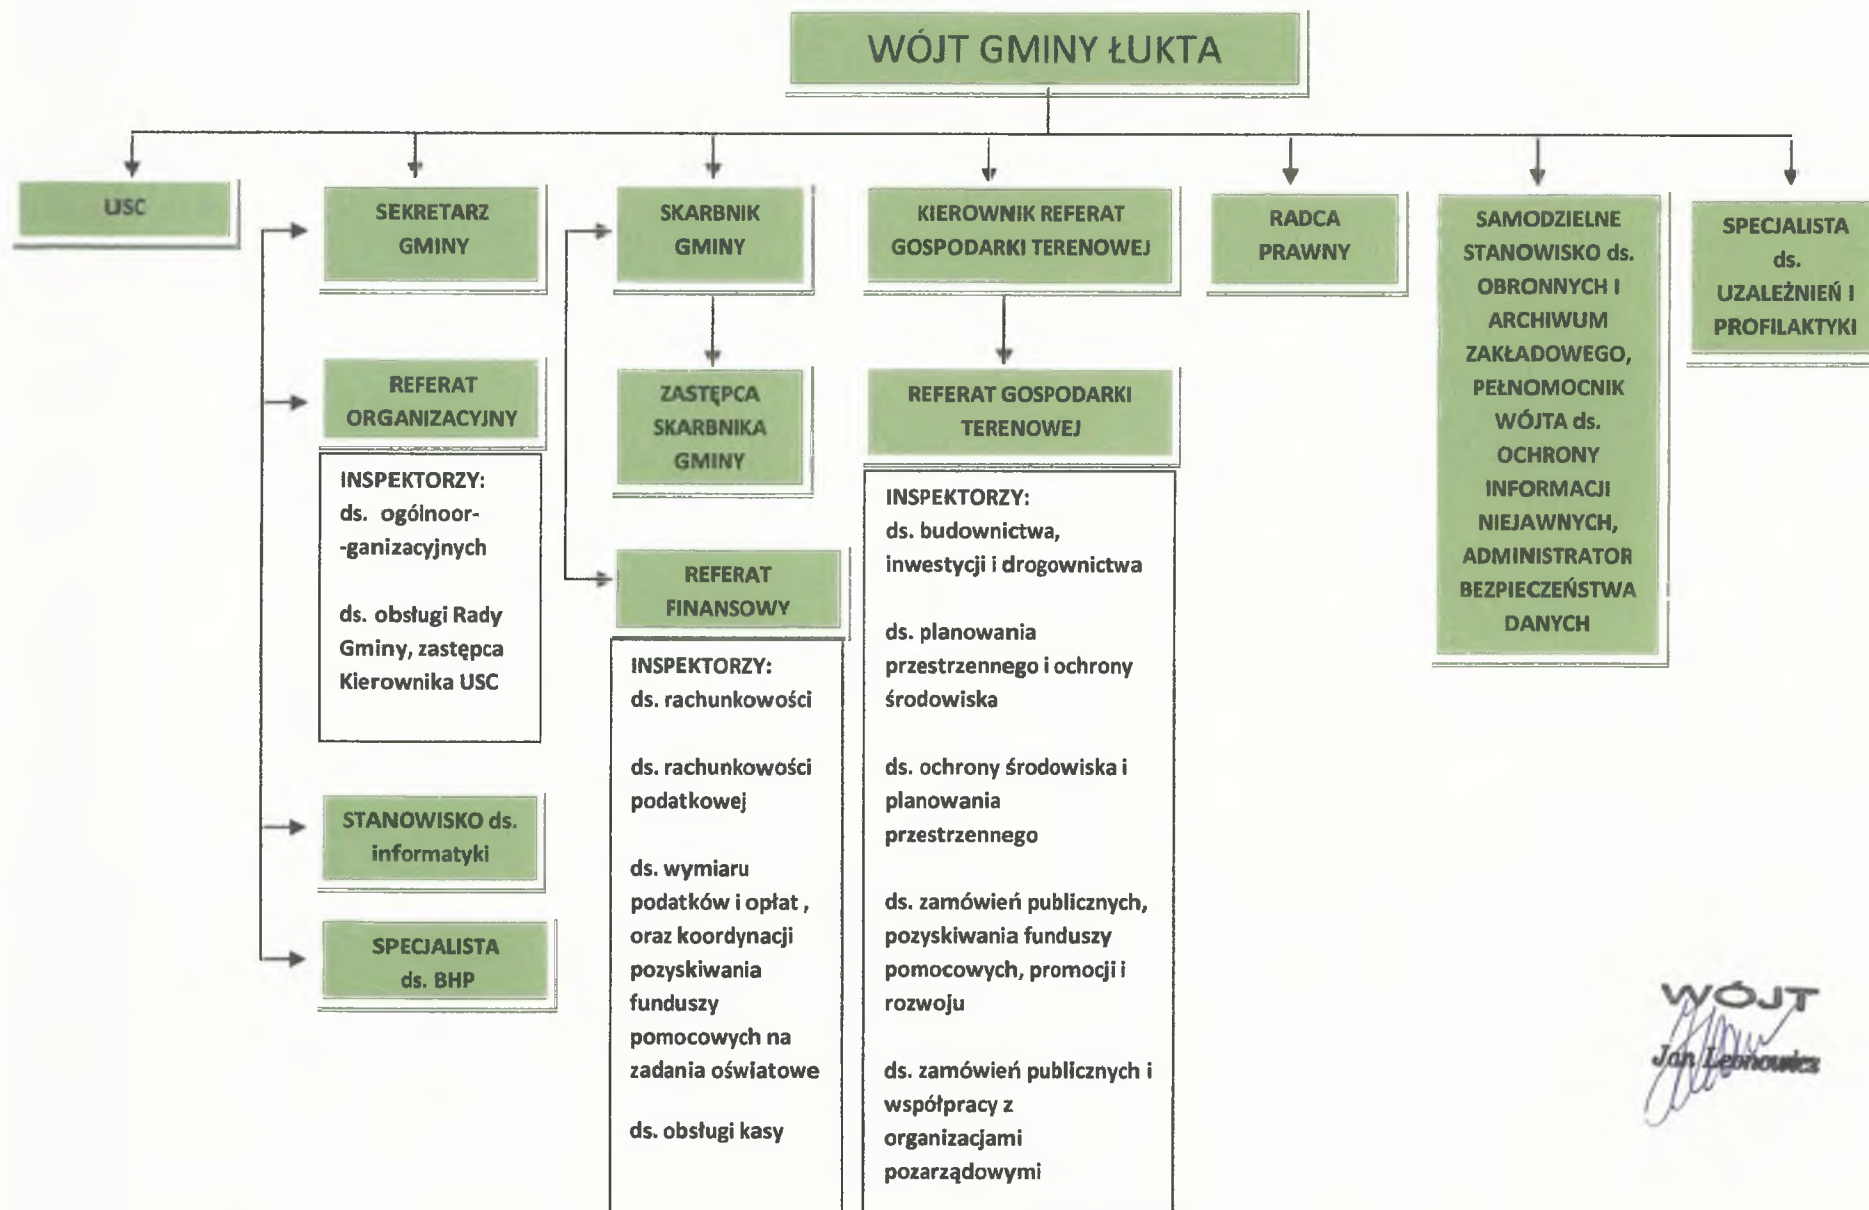 WÓJT GMINY ŁUKTA
USC
SEKRETARZ
GMINY
REFERAT
ORGANIZACYJNY
INSPEKTORZY:
ds. ogólnoor-
-ganizacyjnych
ds. obsługi Rady
Gminy, zastępca
Kierownika USC
STANOWISKO ds.
informatyki
SPECJALISTA
ds. BHP
SKARBNIK
GMINY
ZASTĘPCA
SKARBNIKA
GMINY
REFERAT
FINANSOWY
INSPEKTORZY:
ds. rachunkowości
ds. rachunkowości
podatkowej
ds. wymiaru
podatków i opłat ,
oraz koordynacji
pozyskiwania
funduszy
pomocowych na
zadania oświatowe
ds. obsługi kasy
KIEROWNIK REFERAT
GOSPODARKI TERENOWEJ
REFERAT GOSPODARKI
TERENOWEJ
INSPEKTORZY:
ds. budownictwa,
inwestycji i drogownictwa
ds. planowania
przestrzennego i ochrony
środowiska
ds. ochrony środowiska i
planowania
przestrzennego
ds. zamówień publicznych,
pozyskiwania funduszy
pomocowych, promocji i
rozwoju
ds. zamówień publicznych i
współpracy z
organizacjami
pozarządowymi
RADCA
PRAWNY
SAMODZIELNE
STANOWISKO ds.
OBRONNYCH I
ARCHIWUM
ZAKŁADOWEGO,
PEŁNOMOCNIK
WÓJTA ds.
OCHRONY
INFORMACJI
NIEJAWNYCH,
ADMINISTRATOR
BEZPIECZEŃSTWA
DANYCH
SPECJALISTA
ds.
UZALEŻNIEŃ I
PROFILAKTYKI
WÓJT
Jan Leonowicz